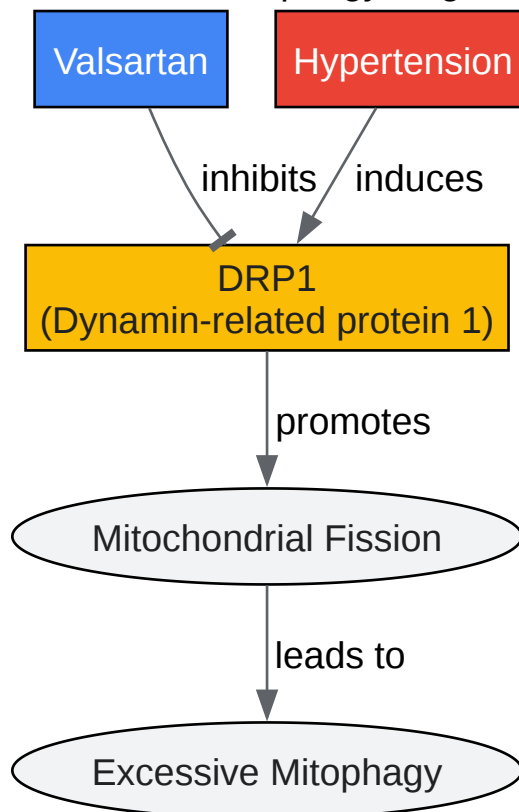 Valsartan
Hypertension
inhibits
induces
DRP1
(Dynamin-related protein 1)
promotes
Mitochondrial Fission
leads to
Excessive Mitophagy